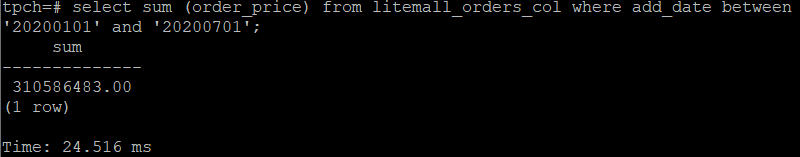 tpch=# select sum (order_price) from litemall_orders_col where add_date between
'20200101' and '20200701';
     sum
--------------
 310586483.00
(1 row)

Time: 24.516 ms